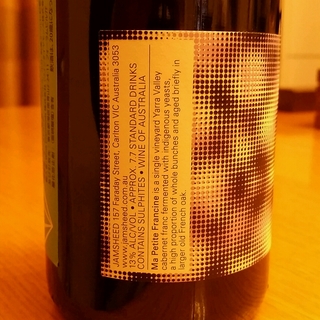 JAMSHEED 157 Faraday Street, Carlton VIC Australia 3053
www.jamsheed.com.au
13% ALC/VOL • APPROX. 7.7 STANDARD DRINKS
CONTAINS SULPHITES • WINE OF AUSTRALIA
Ma Petite Francine is a single vineyard Yarra Valley
cabernet franc fermented with indigenous yeasts,
a high proportion of whole bunches and aged briefly in
larger old French oak.